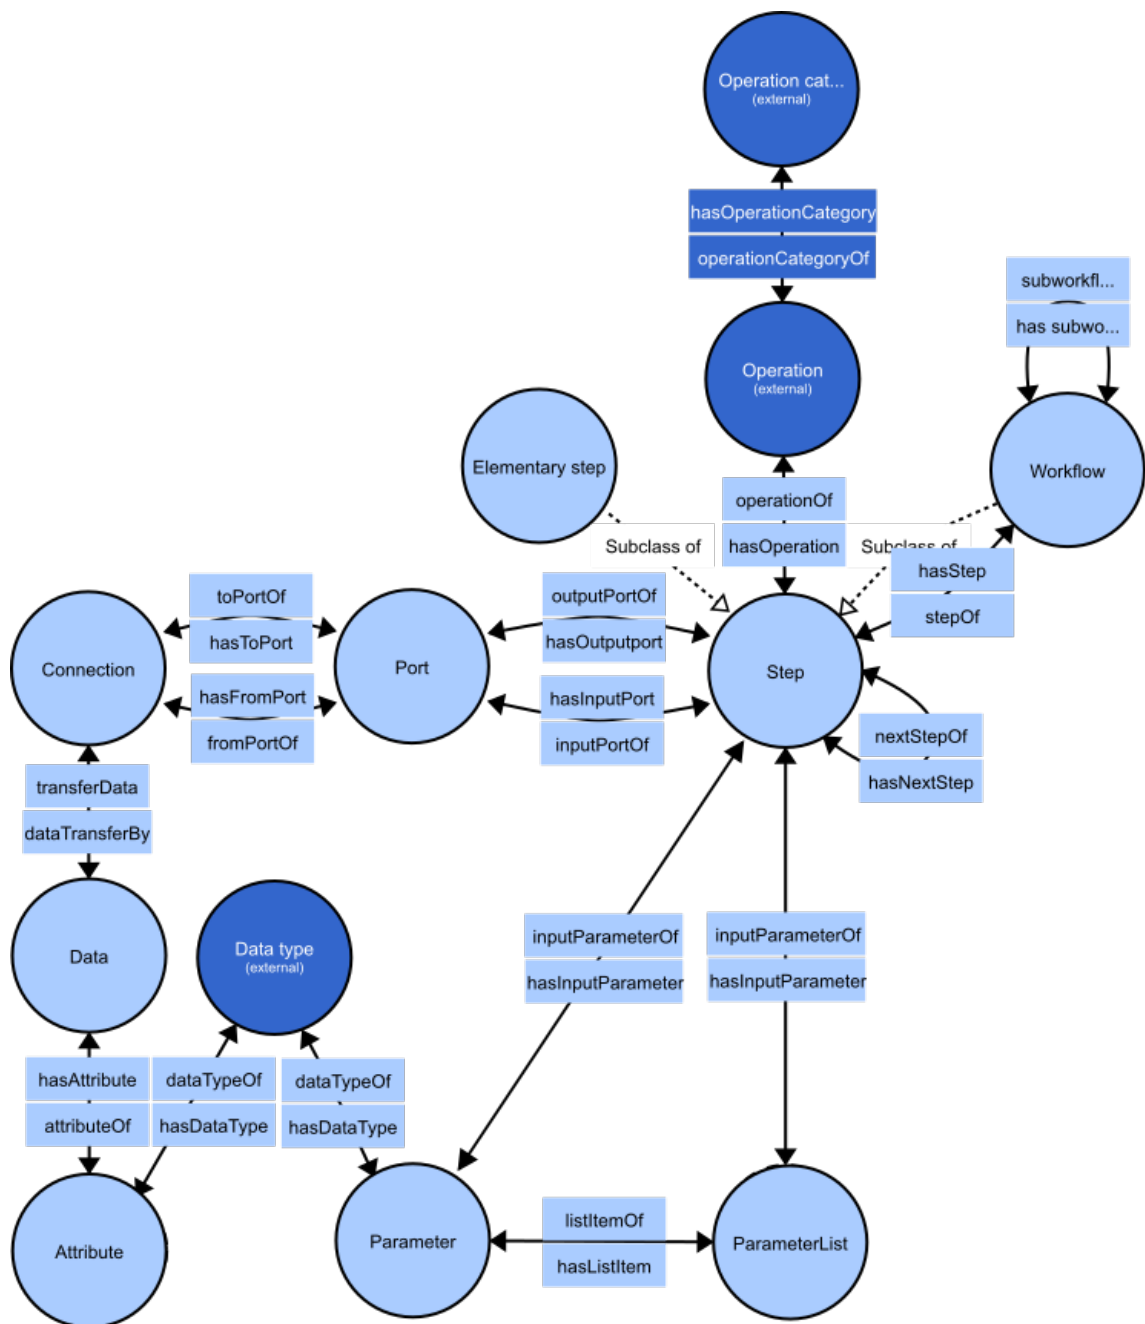 Operation cat...
(external)
hasOperationCategory
operationCategoryOf
subworkfl...
has subwo...
Operation
(external)
Elementary step
Workflow
operationOf
hasOperation
Subclass of
Subclass of
hasStep
stepOf
toPortOf
hasToPort
outputPortOf
hasOutputport
Connection
Port
Step
hasFromPort
fromPortOf
hasInputPort
inputPortOf
nextStepOf
hasNextStep
transferData
dataTransferBy
Data
Data type
(external)
inputParameterOf
hasInputParameter
inputParameterOf
hasInputParameter
hasAttribute
attributeOf
dataTypeOf
hasDataType
dataTypeOf
hasDataType
Attribute
Parameter
listItemOf
hasListItem
ParameterList